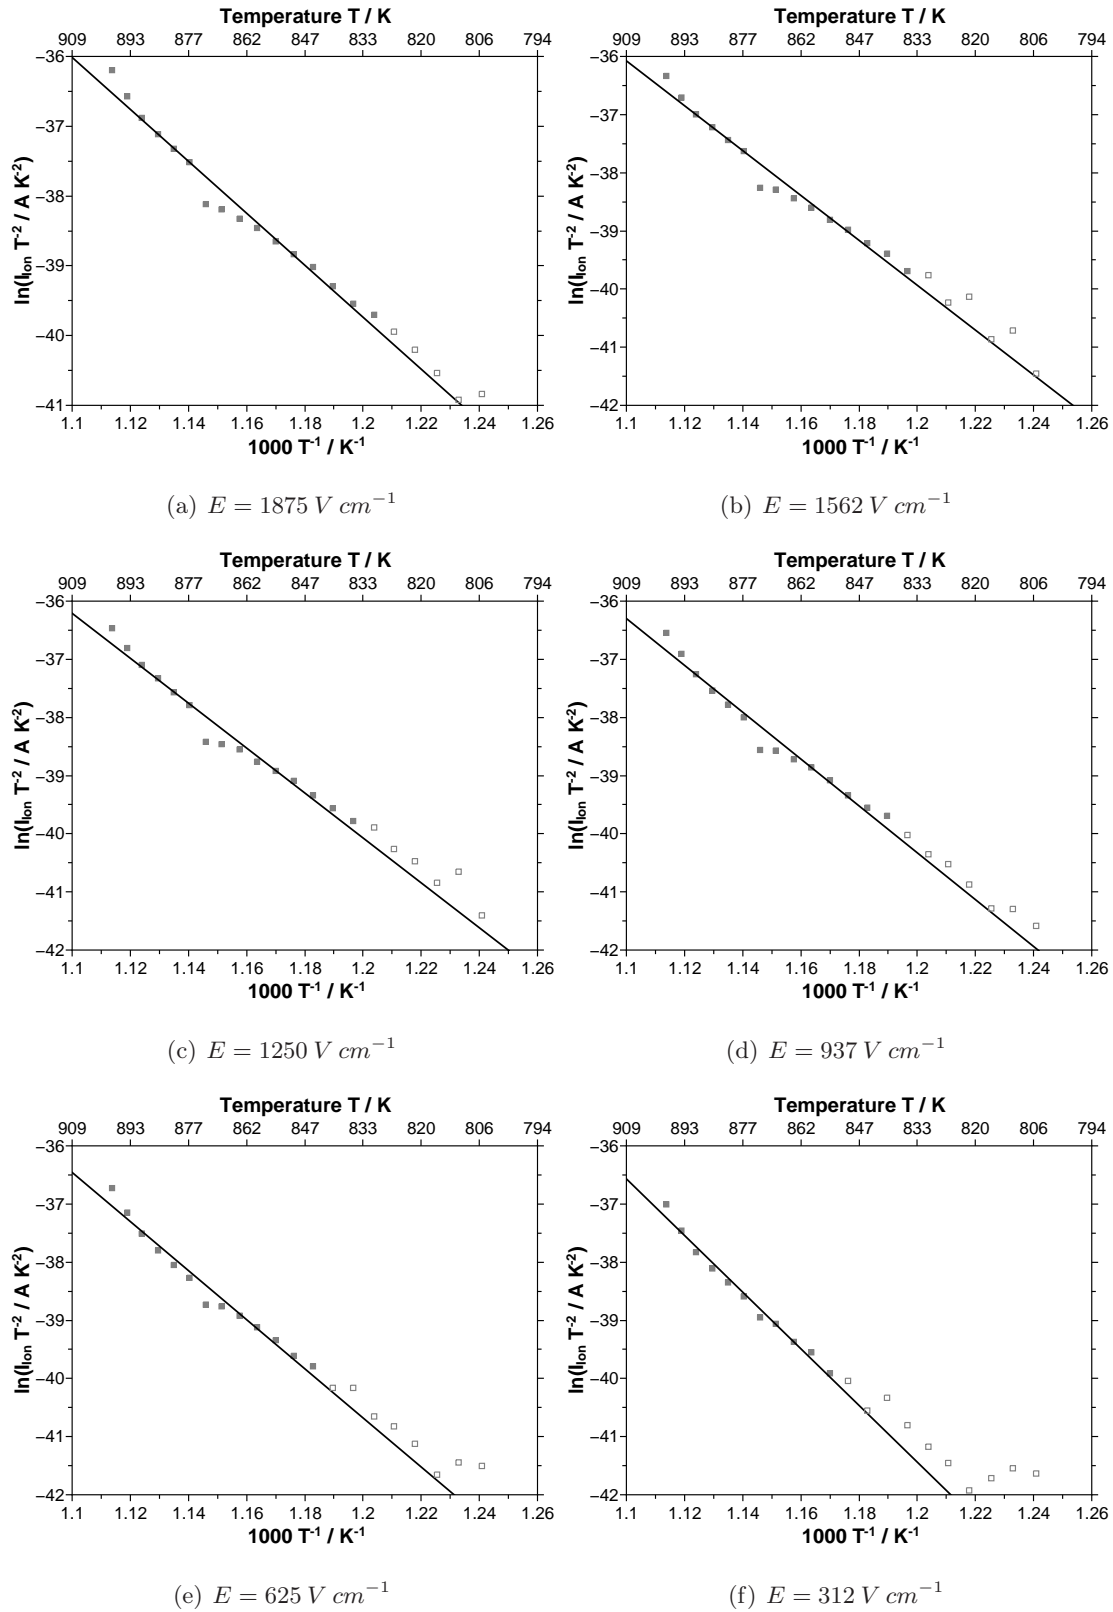 Temperature T / K
909 893 877 862 847 833 820 806 794
ln(I_Ion T^-2 / A K^-2)
−36
−37
−38
−39
−40
−41
1.1 1.12 1.14 1.16 1.18 1.2 1.22 1.24 1.26
1000 T^-1 / K^-1
(a) E = 1875 V cm^−1
Temperature T / K
909 893 877 862 847 833 820 806 794
ln(I_Ion T^-2 / A K^-2)
−36
−37
−38
−39
−40
−41
−42
1.1 1.12 1.14 1.16 1.18 1.2 1.22 1.24 1.26
1000 T^-1 / K^-1
(b) E = 1562 V cm^−1
Temperature T / K
909 893 877 862 847 833 820 806 794
ln(I_Ion T^-2 / A K^-2)
−36
−37
−38
−39
−40
−41
−42
1.1 1.12 1.14 1.16 1.18 1.2 1.22 1.24 1.26
1000 T^-1 / K^-1
(c) E = 1250 V cm^−1
Temperature T / K
909 893 877 862 847 833 820 806 794
ln(I_Ion T^-2 / A K^-2)
−36
−37
−38
−39
−40
−41
−42
1.1 1.12 1.14 1.16 1.18 1.2 1.22 1.24 1.26
1000 T^-1 / K^-1
(d) E = 937 V cm^−1
Temperature T / K
909 893 877 862 847 833 820 806 794
ln(I_Ion T^-2 / A K^-2)
−36
−37
−38
−39
−40
−41
−42
1.1 1.12 1.14 1.16 1.18 1.2 1.22 1.24 1.26
1000 T^-1 / K^-1
(e) E = 625 V cm^−1
Temperature T / K
909 893 877 862 847 833 820 806 794
ln(I_Ion T^-2 / A K^-2)
−36
−37
−38
−39
−40
−41
−42
1.1 1.12 1.14 1.16 1.18 1.2 1.22 1.24 1.26
1000 T^-1 / K^-1
(f) E = 312 V cm^−1